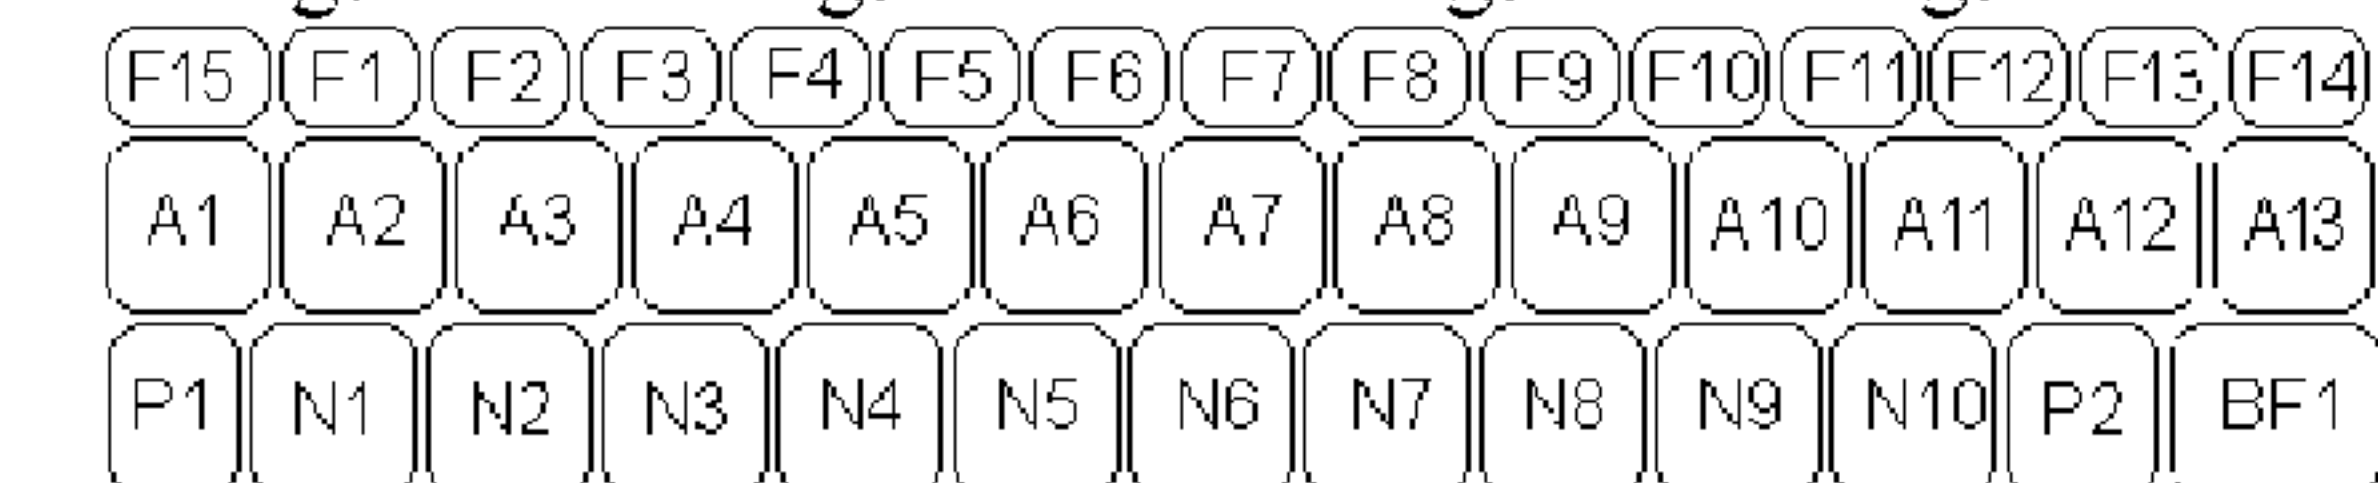 F15 F1 F2 F3 F4 F5 F6 F7 F8 F9 F10 F11 F12 F13 F14
A1 A2 A3 A4 A5 A6 A7 A8 A9 A10 A11 A12 A13
P1 N1 N2 N3 N4 N5 N6 N7 N8 N9 N10 P2 BF1